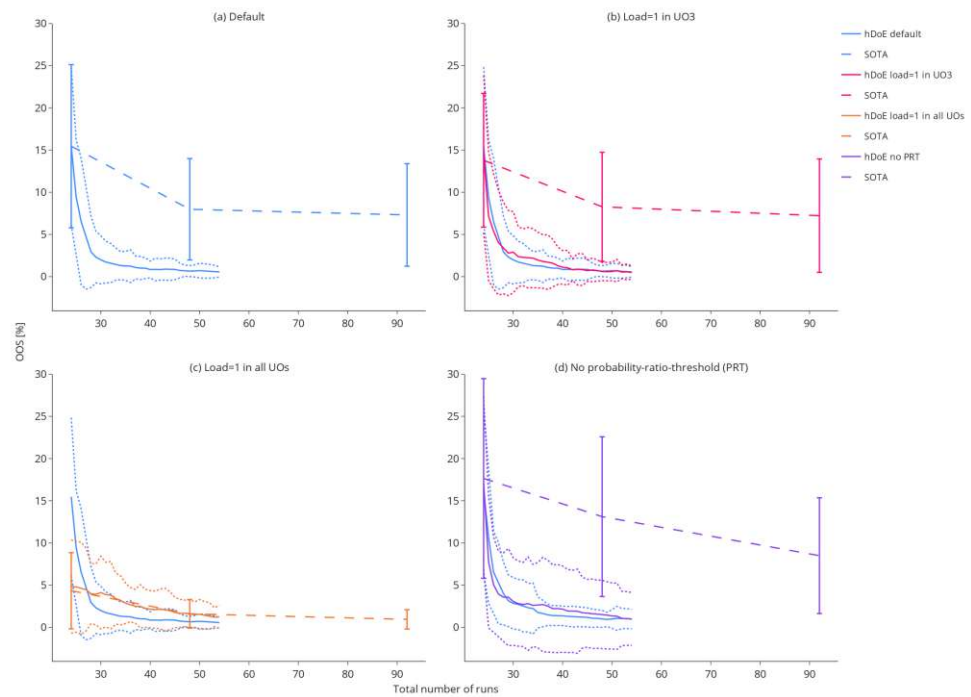 (a) Default
(b) Load=1 in UO3
30
25
20
15
10
5
0
30 40 50 60 70 80 90
30
25
20
15
10
5
0
30 40 50 60 70 80 90
hDoE default
SOTA
hDoE load=1 in UO3
SOTA
hDoE load=1 in all UOs
SOTA
hDoE no PRT
SOTA
OOS [%]
(c) Load=1 in all UOs
(d) No probability-ratio-threshold (PRT)
30
25
20
15
10
5
0
30 40 50 60 70 80 90
30
25
20
15
10
5
0
30 40 50 60 70 80 90
Total number of runs